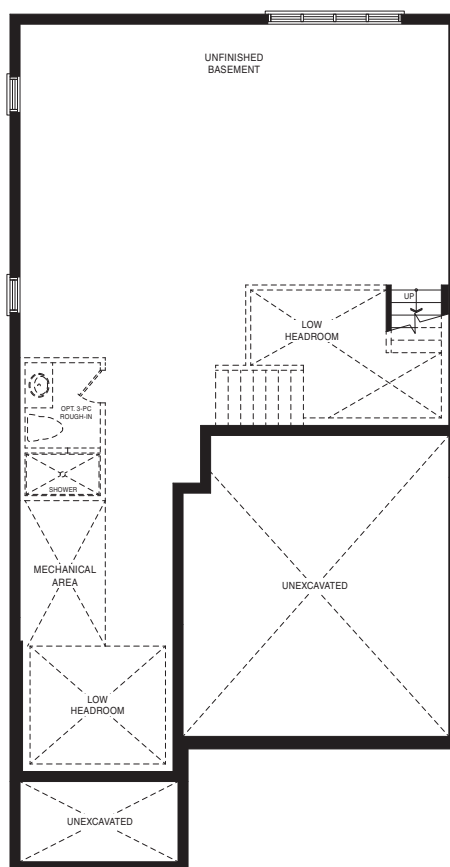 UNFINISHED
BASEMENT
UP
LOW
HEADROOM
OPT. 3-PC
ROUGH-IN
SHOWER
MECHANICAL
AREA
UNEXCAVATED
LOW
HEADROOM
UNEXCAVATED